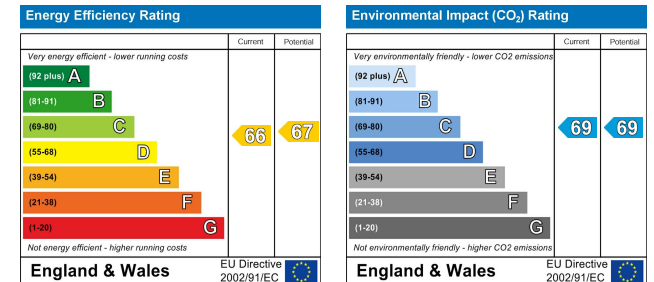 Energy Efficiency Rating
Current Potential
Very energy efficient - lower running costs
(92 plus) A
(81-91) B
(69-80) C
(55-68) D
(39-54) E
(21-38) F
(1-20) G
66 67
Not energy efficient - higher running costs
England & Wales
EU Directive
2002/91/EC
Environmental Impact (CO₂) Rating
Current Potential
Very environmentally friendly - lower CO2 emissions
(92 plus) A
(81-91) B
(69-80) C
(55-68) D
(39-54) E
(21-38) F
(1-20) G
69 69
Not environmentally friendly - higher CO2 emissions
England & Wales
EU Directive
2002/91/EC